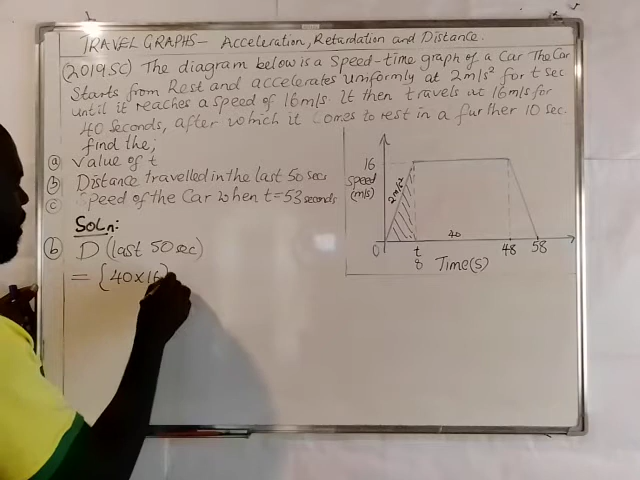 TRAVEL GRAPHS - Acceleration, Retardation and Distance.
(2019.SC) The diagram below is a Speed-time graph of a Car The Car
Starts from Rest and accelerates uniformly at 2m/s² for t sec
until it reaches a speed of 16m/s. It then travels at 16m/s for
40 Seconds, after which it Comes to rest in a further 10 sec.
find the;
(a) Value of t
(b) Distance travelled in the last 50 secs
(c) Speed of the Car when t=53 seconds
16
Speed
(m/s)
2m/s²
40
0
t
8
48
58
Time(s)
Soln:
(b) D (last 50 sec)
= {40×16)